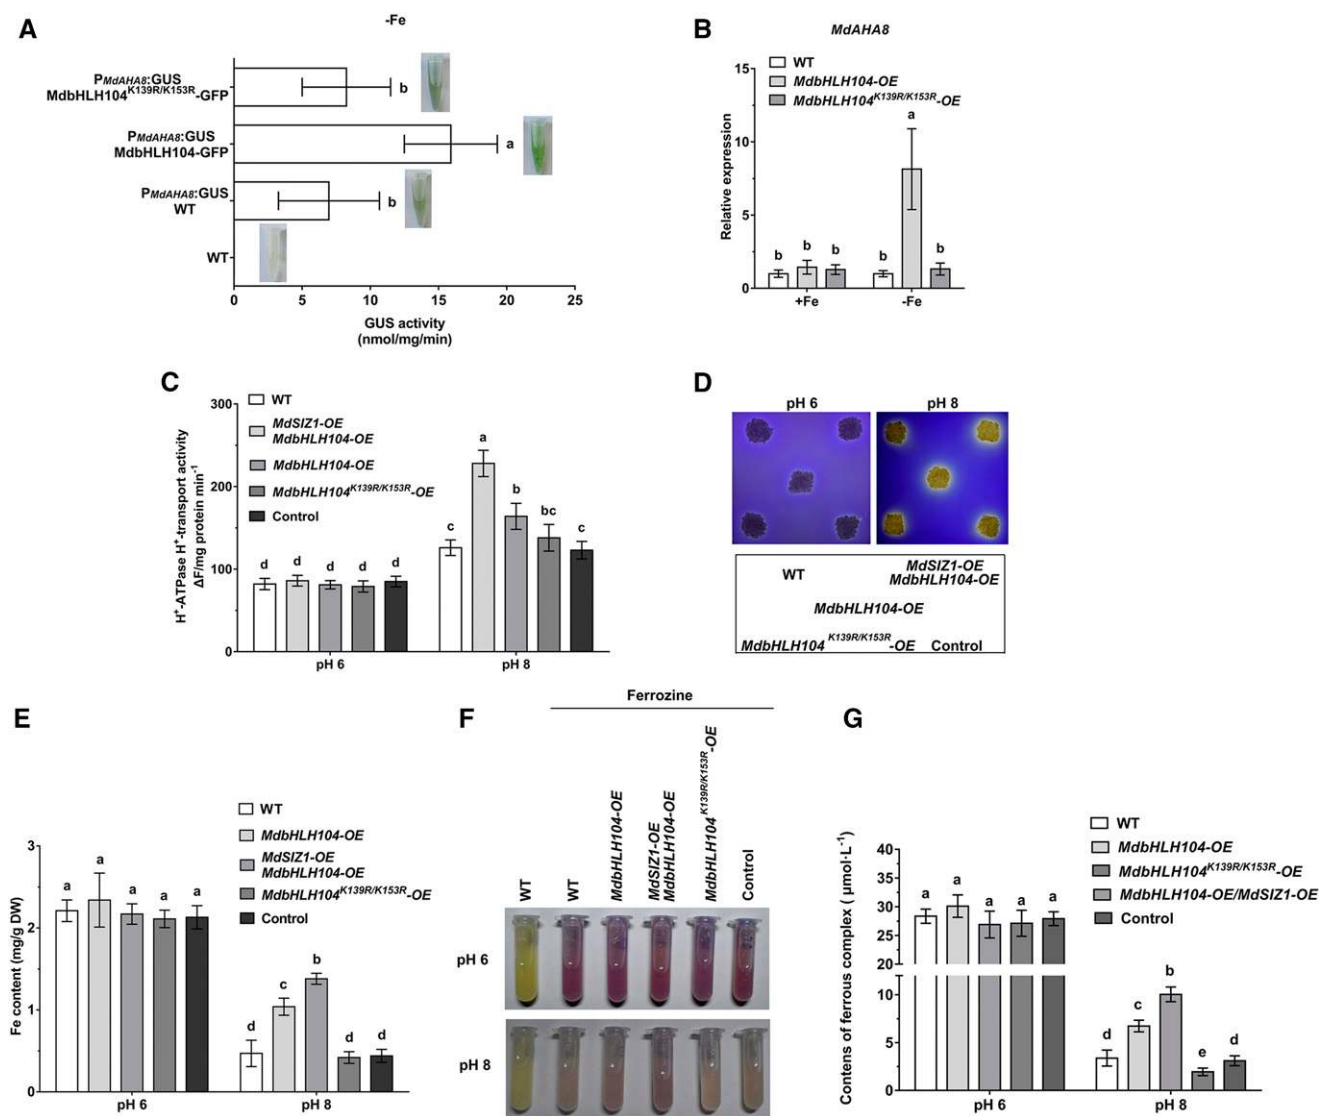 A
-Fe
PMdAHA8:GUS
MdbHLH104K139R/K153R-GFP
b
PMdAHA8:GUS
MdbHLH104-GFP
a
PMdAHA8:GUS
WT
b
WT
0 5 10 15 20 25
GUS activity
(nmol/mg/min)
B
MdAHA8
WT
MdbHLH104-OE
MdbHLH104K139R/K153R-OE
Relative expression
15
10
5
0
b b b b a b
+Fe -Fe
C
WT
MdSIZ1-OE
MdbHLH104-OE
MdbHLH104-OE
MdbHLH104K139R/K153R-OE
Control
H+-ATPase H+-transport activity
ΔF/mg protein min-1
300
200
100
0
d d d d d c a b bc c
pH 6 pH 8
D
pH 6 pH 8
WT
MdSIZ1-OE
MdbHLH104-OE
MdbHLH104-OE
MdbHLH104K139R/K153R-OE Control
E
WT
MdbHLH104-OE
MdSIZ1-OE
MdbHLH104-OE
MdbHLH104K139R/K153R-OE
Control
Fe content (mg/g DW)
3
2
1
0
a a a a a d c b d d
pH 6 pH 8
F
Ferrozine
WT
WT
MdbHLH104-OE
MdSIZ1-OE
MdbHLH104-OE
MdbHLH104K139R/K153R-OE
Control
pH 6
pH 8
G
WT
MdbHLH104-OE
MdbHLH104K139R/K153R-OE
MdbHLH104-OE/MdSIZ1-OE
Control
Contens of ferrous complex ( μmol·L-1)
40
35
30
25
20
10
5
0
a a a a a d c b e d
pH 6 pH 8